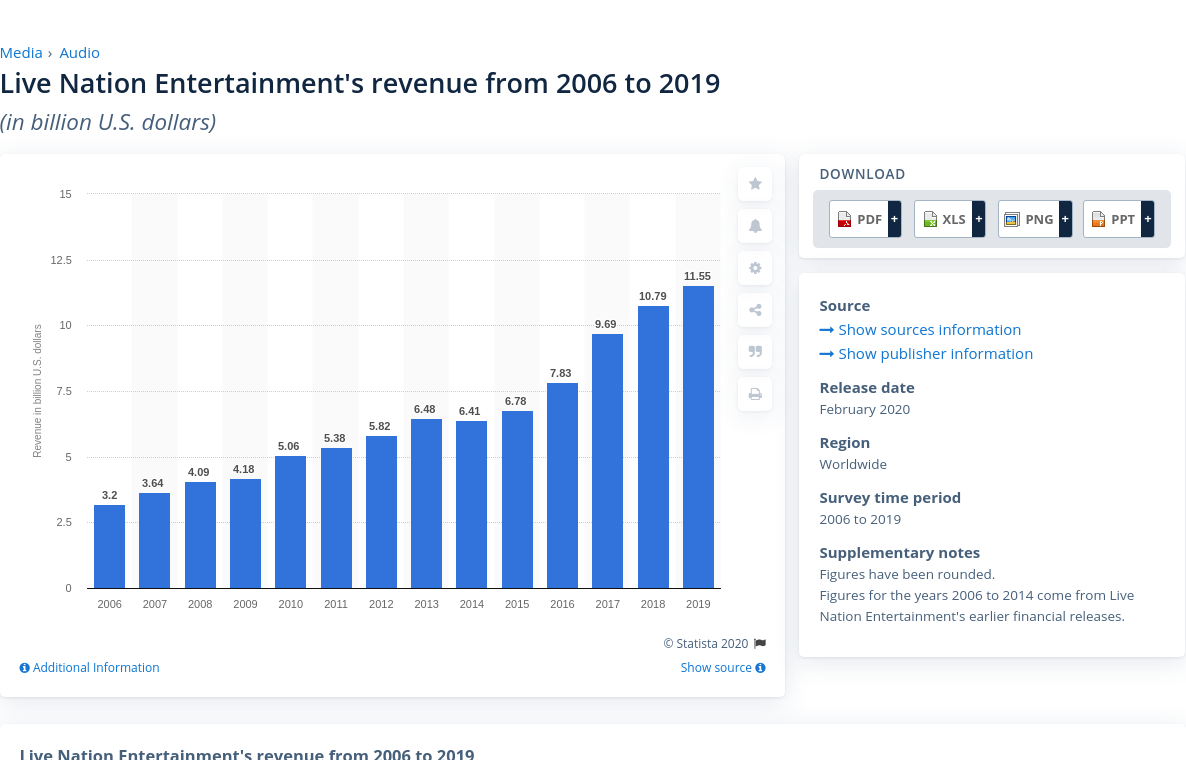 Media › Audio
Live Nation Entertainment's revenue from 2006 to 2019
(in billion U.S. dollars)
15
12.5
10
7.5
5
2.5
0
Revenue in billion U.S. dollars
3.2
3.64
4.09
4.18
5.06
5.38
5.82
6.48
6.41
6.78
7.83
9.69
10.79
11.55
2006 2007 2008 2009 2010 2011 2012 2013 2014 2015 2016 2017 2018 2019
© Statista 2020
Additional Information
Show source
DOWNLOAD
PDF + XLS + PNG + PPT +
Source
Show sources information
Show publisher information
Release date
February 2020
Region
Worldwide
Survey time period
2006 to 2019
Supplementary notes
Figures have been rounded.
Figures for the years 2006 to 2014 come from Live
Nation Entertainment's earlier financial releases.
Live Nation Entertainment's revenue from 2006 to 2019